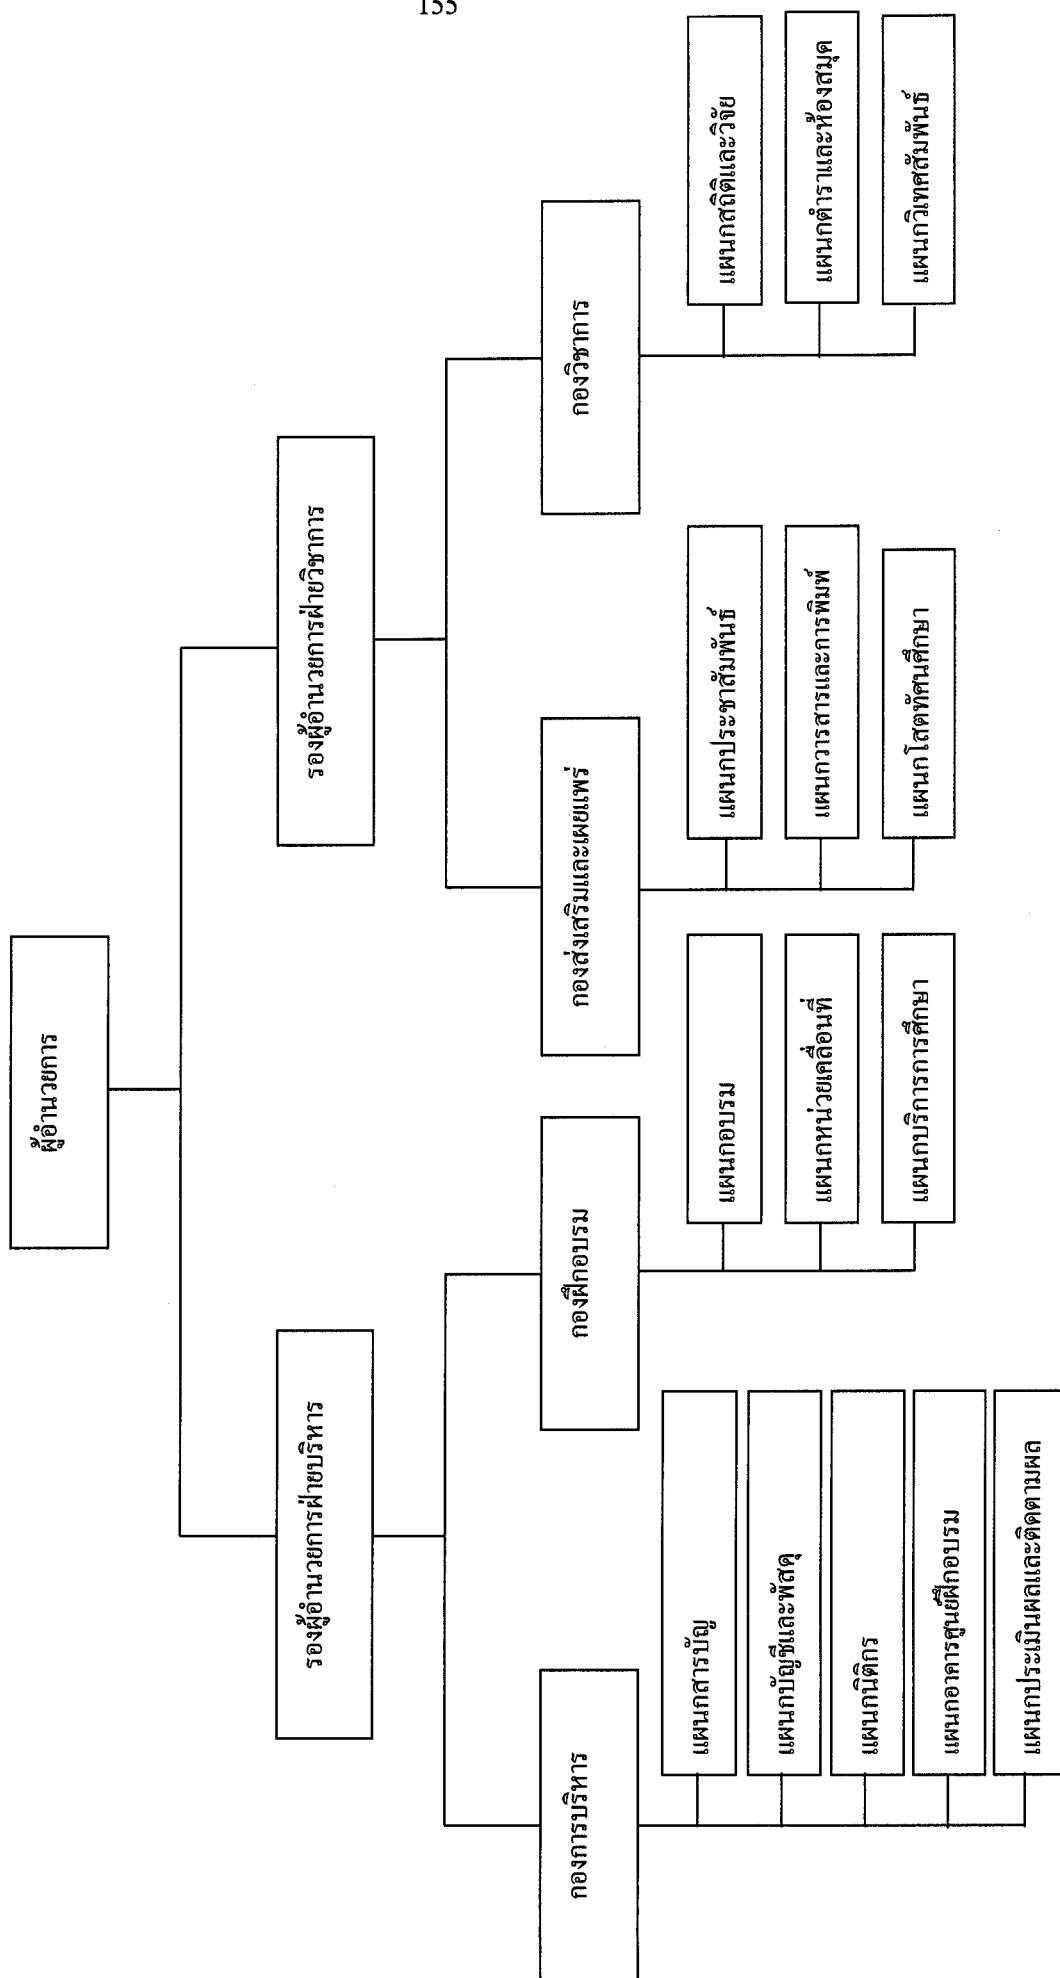 155
ผู้อำนวยการ
รองผู้อำนวยการฝ่ายบริหาร
รองผู้อำนวยการฝ่ายวิชาการ
กองการบริหาร
กองฝึกอบรม
กองส่งเสริมและเผยแพร่
กองวิชาการ
แผนกสารบัญ
แผนกบัญชีและพัสดุ
แผนกนิติกร
แผนกอาคารศูนย์ฝึกอบรม
แผนกประเมินผลและติดตามผล
แผนกอบรม
แผนกหน่วยเคลื่อนที่
แผนกบริการการศึกษา
แผนกประชาสัมพันธ์
แผนกวารสารและการพิมพ์
แผนกโสตทัศนศึกษา
แผนกสถิติและวิจัย
แผนกตำราและห้องสมุด
แผนกวิเทศสัมพันธ์